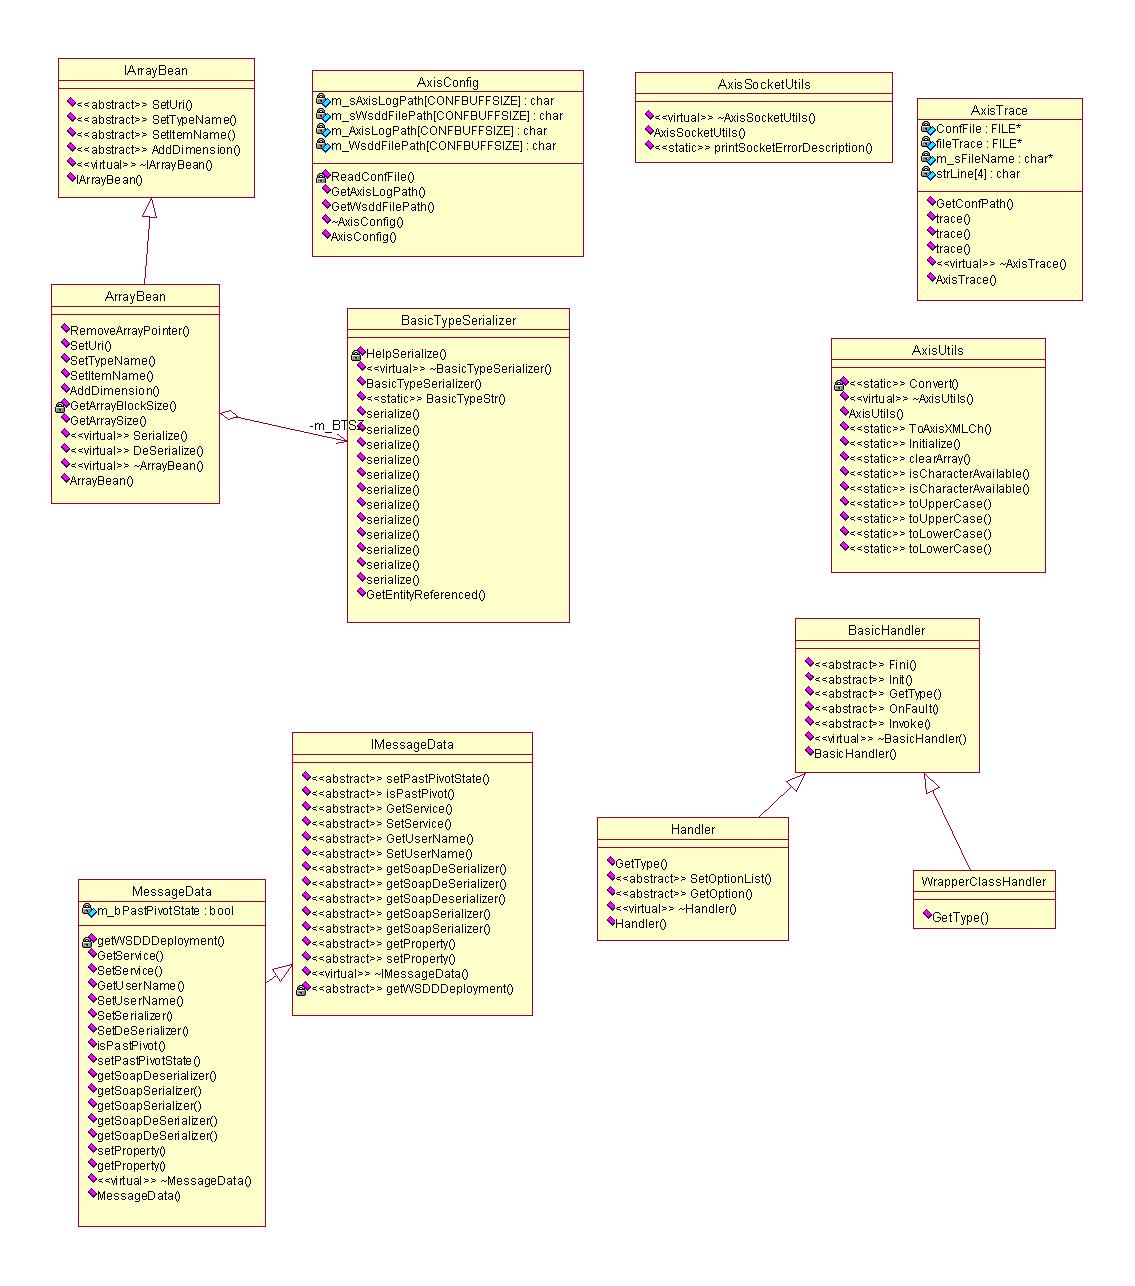 IArrayBean
<<abstract>> SetUri()
<<abstract>> SetTypeName()
<<abstract>> SetItemName()
<<abstract>> AddDimension()
<<virtual>> ~IArrayBean()
IArrayBean()
AxisConfig
m_sAxisLogPath[CONFBUFFSIZE] : char
m_sWsddFilePath[CONFBUFFSIZE] : char
m_AxisLogPath[CONFBUFFSIZE] : char
m_WsddFilePath[CONFBUFFSIZE] : char
ReadConfFile()
GetAxisLogPath()
GetWsddFilePath()
~AxisConfig()
AxisConfig()
AxisSocketUtils
<<virtual>> ~AxisSocketUtils()
AxisSocketUtils()
<<static>> printSocketErrorDescription()
AxisTrace
ConfFile : FILE*
fileTrace : FILE*
m_sFileName : char*
strLine[4] : char
GetConfPath()
trace()
trace()
trace()
<<virtual>> ~AxisTrace()
AxisTrace()
ArrayBean
RemoveArrayPointer()
SetUri()
SetTypeName()
SetItemName()
AddDimension()
GetArrayBlockSize()
GetArraySize()
<<virtual>> Serialize()
<<virtual>> DeSerialize()
<<virtual>> ~ArrayBean()
ArrayBean()
-m_BTSZ
BasicTypeSerializer
HelpSerialize()
<<virtual>> ~BasicTypeSerializer()
BasicTypeSerializer()
<<static>> BasicTypeStr()
serialize()
serialize()
serialize()
serialize()
serialize()
serialize()
serialize()
serialize()
serialize()
serialize()
serialize()
serialize()
GetEntityReferenced()
AxisUtils
<<static>> Convert()
<<virtual>> ~AxisUtils()
AxisUtils()
<<static>> ToAxisXMLCh()
<<static>> Initialize()
<<static>> clearArray()
<<static>> isCharacterAvailable()
<<static>> isCharacterAvailable()
<<static>> toUpperCase()
<<static>> toUpperCase()
<<static>> toLowerCase()
<<static>> toLowerCase()
BasicHandler
<<abstract>> Fini()
<<abstract>> Init()
<<abstract>> GetType()
<<abstract>> OnFault()
<<abstract>> Invoke()
<<virtual>> ~BasicHandler()
BasicHandler()
IMessageData
<<abstract>> setPastPivotState()
<<abstract>> isPastPivot()
<<abstract>> GetService()
<<abstract>> SetService()
<<abstract>> GetUserName()
<<abstract>> SetUserName()
<<abstract>> getSoapDeSerializer()
<<abstract>> getSoapDeSerializer()
<<abstract>> getSoapDeserializer()
<<abstract>> getSoapSerializer()
<<abstract>> getSoapSerializer()
<<abstract>> getProperty()
<<abstract>> setProperty()
<<virtual>> ~IMessageData()
<<abstract>> getWSDDDeployment()
Handler
GetType()
<<abstract>> SetOptionList()
<<abstract>> GetOption()
<<virtual>> ~Handler()
Handler()
WrapperClassHandler
GetType()
MessageData
m_bPastPivotState : bool
getWSDDDeployment()
GetService()
SetService()
GetUserName()
SetUserName()
SetSerializer()
SetDeSerializer()
isPastPivot()
setPastPivotState()
getSoapDeserializer()
getSoapSerializer()
getSoapSerializer()
getSoapDeSerializer()
getSoapDeSerializer()
setProperty()
getProperty()
<<virtual>> ~MessageData()
MessageData()